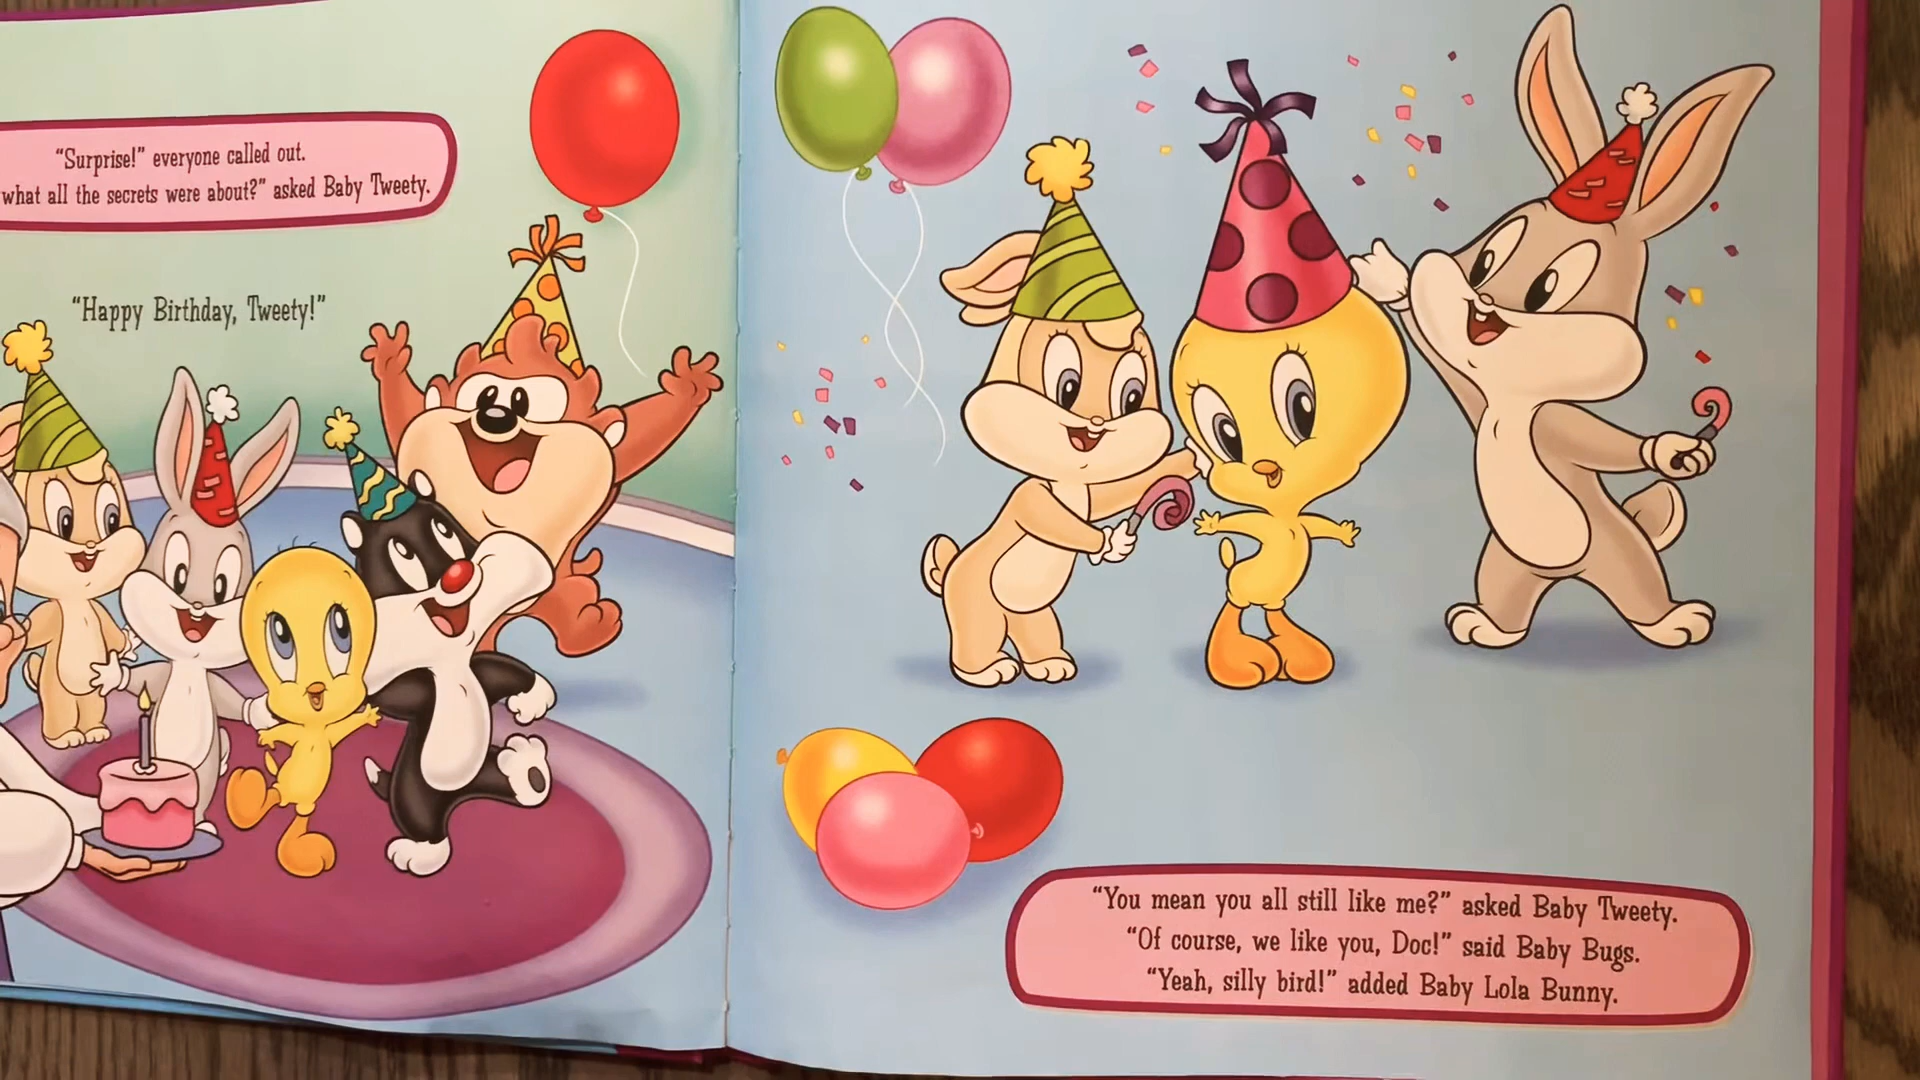 “Surprise!” everyone called out.
what all the secrets were about?” asked Baby Tweety.
“Happy Birthday, Tweety!”
“You mean you all still like me?” asked Baby Tweety.
“Of course, we like you, Doc!” said Baby Bugs.
“Yeah, silly bird!” added Baby Lola Bunny.